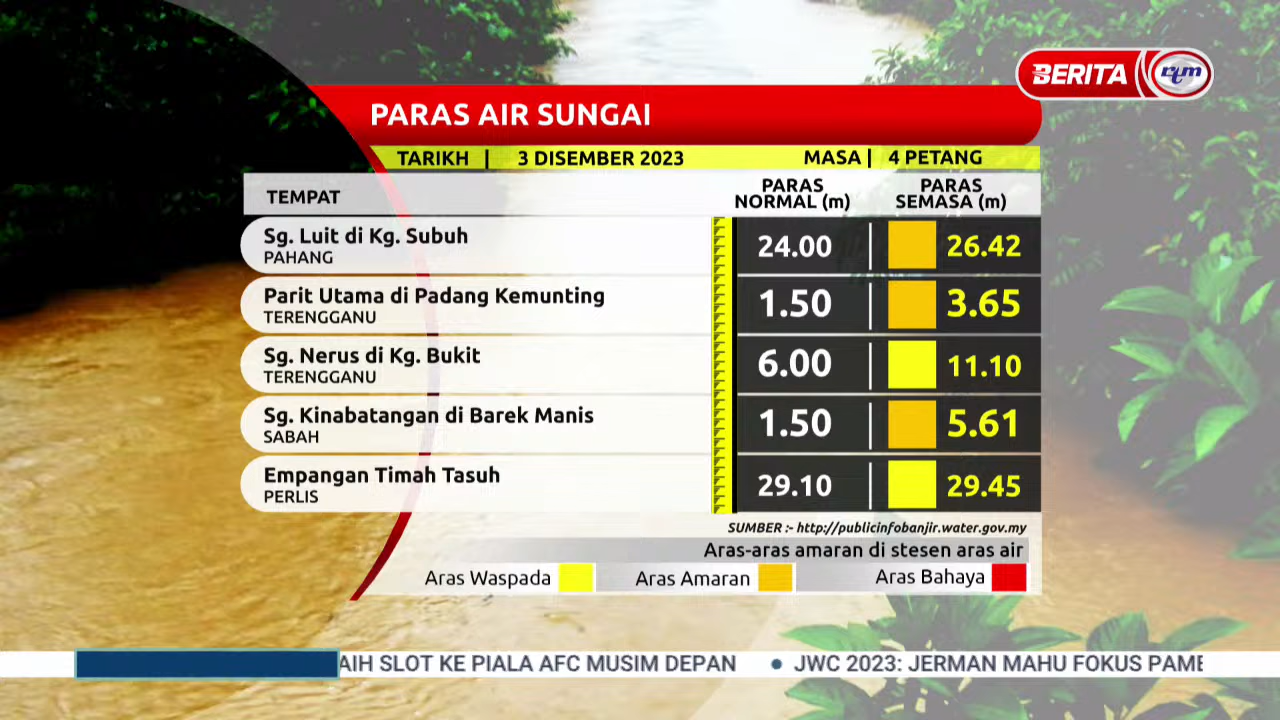 BERITA rtm
PARAS AIR SUNGAI
TARIKH | 3 DISEMBER 2023 MASA | 4 PETANG
TEMPAT PARAS NORMAL (m) PARAS SEMASA (m)
Sg. Luit di Kg. Subuh
PAHANG
24.00 26.42
Parit Utama di Padang Kemunting
TERENGGANU
1.50 3.65
Sg. Nerus di Kg. Bukit
TERENGGANU
6.00 11.10
Sg. Kinabatangan di Barek Manis
SABAH
1.50 5.61
Empangan Timah Tasuh
PERLIS
29.10 29.45
SUMBER :- http://publicinfobanjir.water.gov.my
Aras-aras amaran di stesen aras air
Aras Waspada Aras Amaran Aras Bahaya
AIH SLOT KE PIALA AFC MUSIM DEPAN • JWC 2023: JERMAN MAHU FOKUS PAME